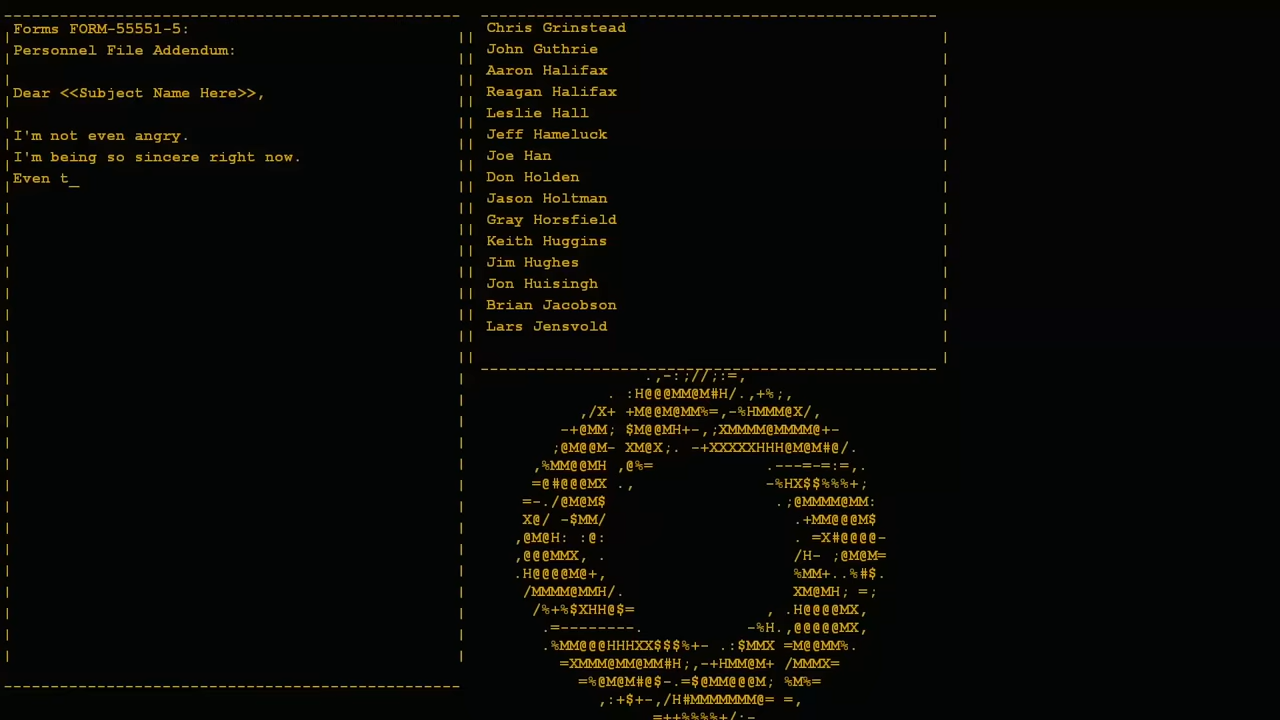 Forms FORM-55551-5:
Personnel File Addendum:
Dear <<Subject Name Here>>,
I'm not even angry.
I'm being so sincere right now.
Even t_
Chris Grinstead
John Guthrie
Aaron Halifax
Reagan Halifax
Leslie Hall
Jeff Hameluck
Joe Han
Don Holden
Jason Holtman
Gray Horsfield
Keith Huggins
Jim Hughes
Jon Huisingh
Brian Jacobson
Lars Jensvold